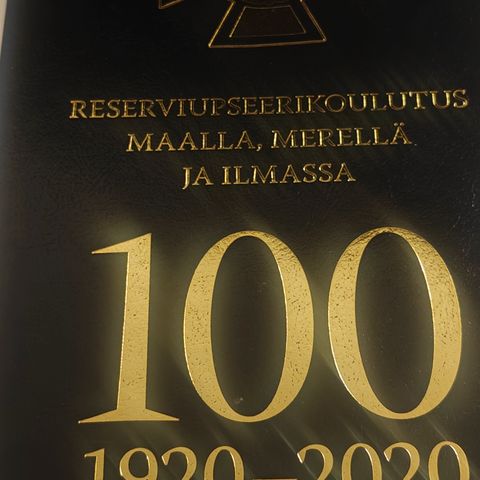 RESERVIUPSEERIKOULUTUS
MAALLA, MERELLÄ
JA ILMASSA
100
1920–2020